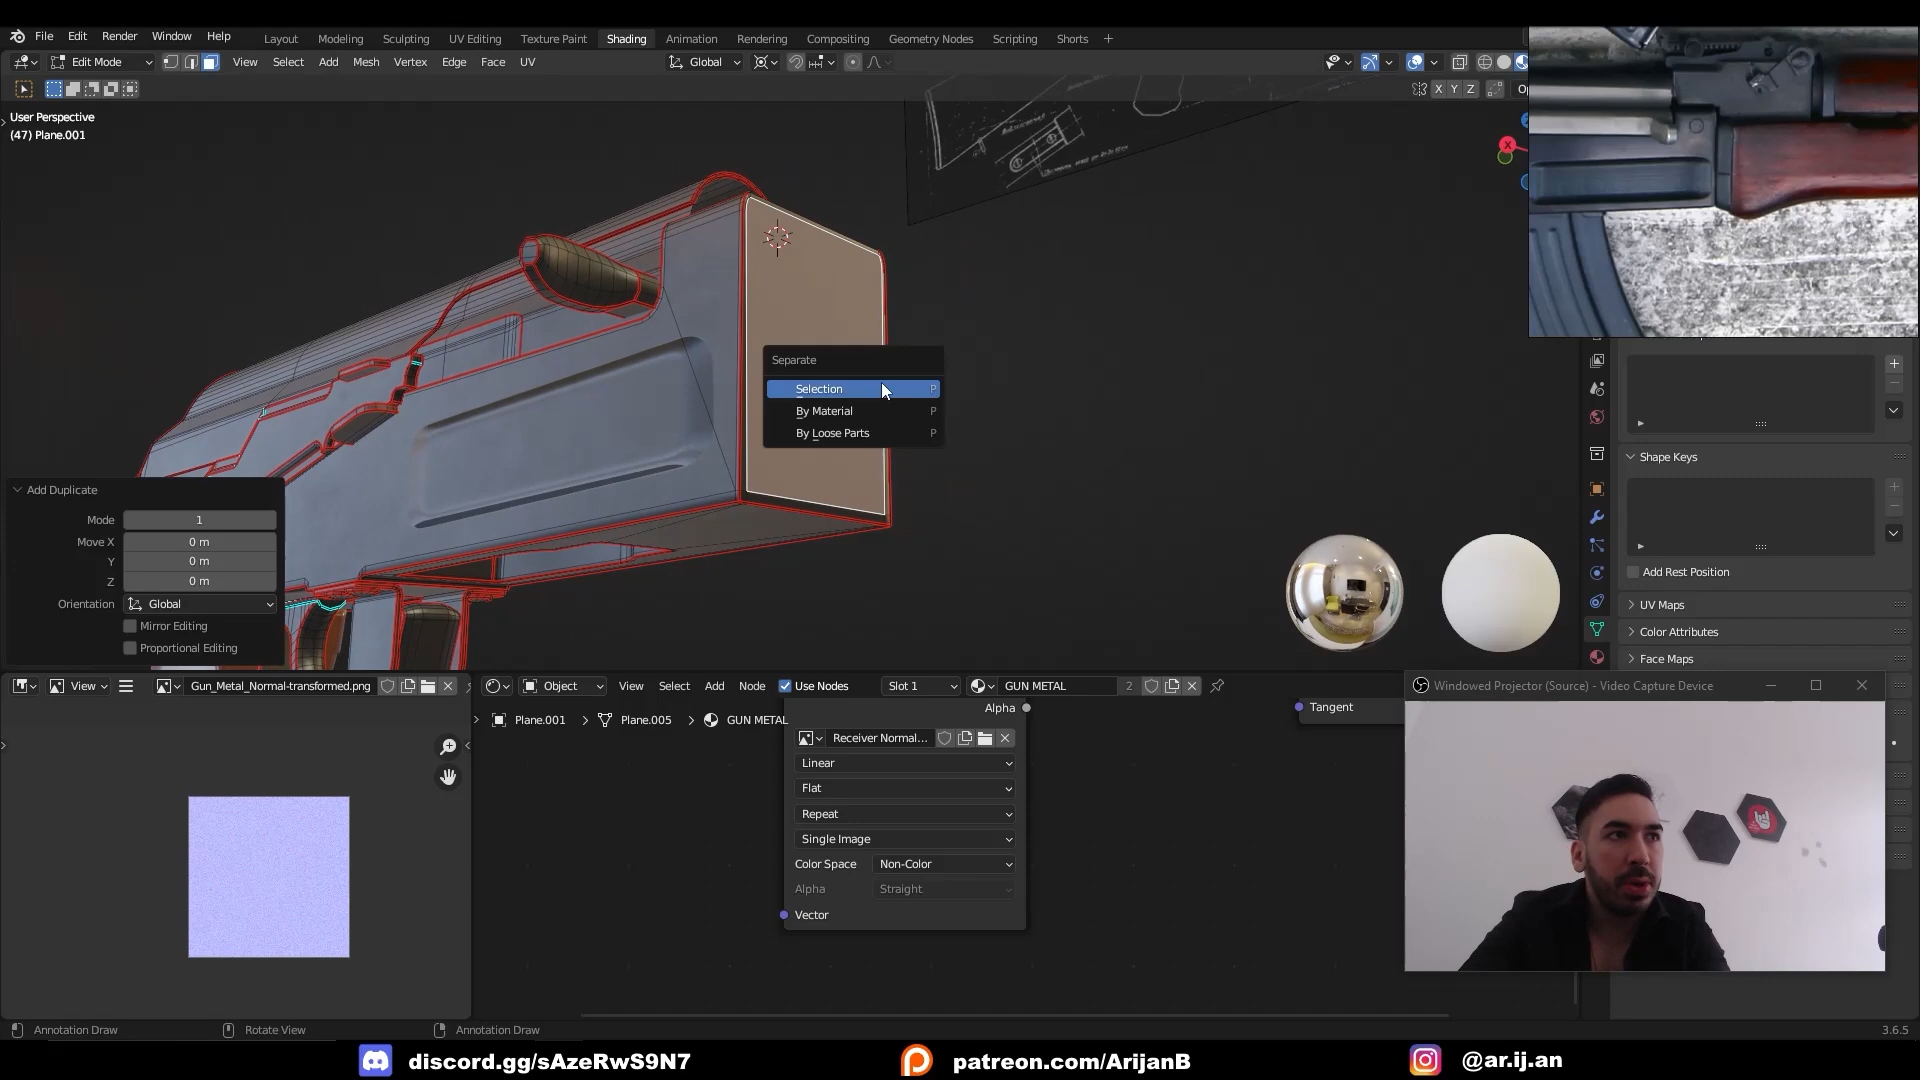 File Edit Render Window Help
Layout Modeling Sculpting UV Editing Texture Paint Shading Animation Rendering Compositing Geometry Nodes Scripting Shorts +
Edit Mode View Select Add Mesh Vertex Edge Face UV Global
X Y Z
User Perspective
(47) Plane.001
X
Separate
Selection P
By Material P
By Loose Parts P
Add Duplicate
Mode 1
Move X 0 m
Y 0 m
Z 0 m
Orientation Global
Mirror Editing
Proportional Editing
Shape Keys
Add Rest Position
UV Maps
Color Attributes
Face Maps
View Gun_Metal_Normal-transformed.png
Object View Select Add Node Use Nodes Slot 1 GUN METAL 2
Plane.001 Plane.005 GUN METAL
Alpha
Receiver Normal...
Linear
Flat
Repeat
Single Image
Color Space Non-Color
Alpha Straight
Vector
Tangent
Windowed Projector (Source) - Video Capture Device
Annotation Draw Rotate View Annotation Draw 3.6.5
discord.gg/sAzeRwS9N7 patreon.com/ArijanB @ar.ij.an